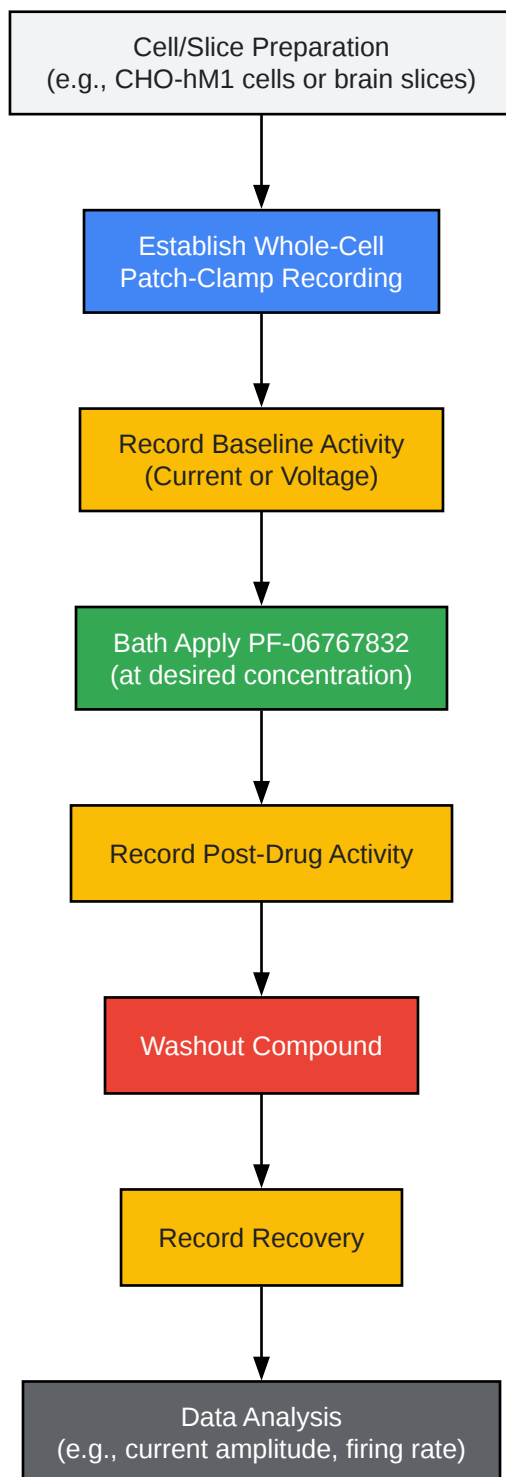 Cell/Slice Preparation
(e.g., CHO-hM1 cells or brain slices)
Establish Whole-Cell
Patch-Clamp Recording
Record Baseline Activity
(Current or Voltage)
Bath Apply PF-06767832
(at desired concentration)
Record Post-Drug Activity
Washout Compound
Record Recovery
Data Analysis
(e.g., current amplitude, firing rate)